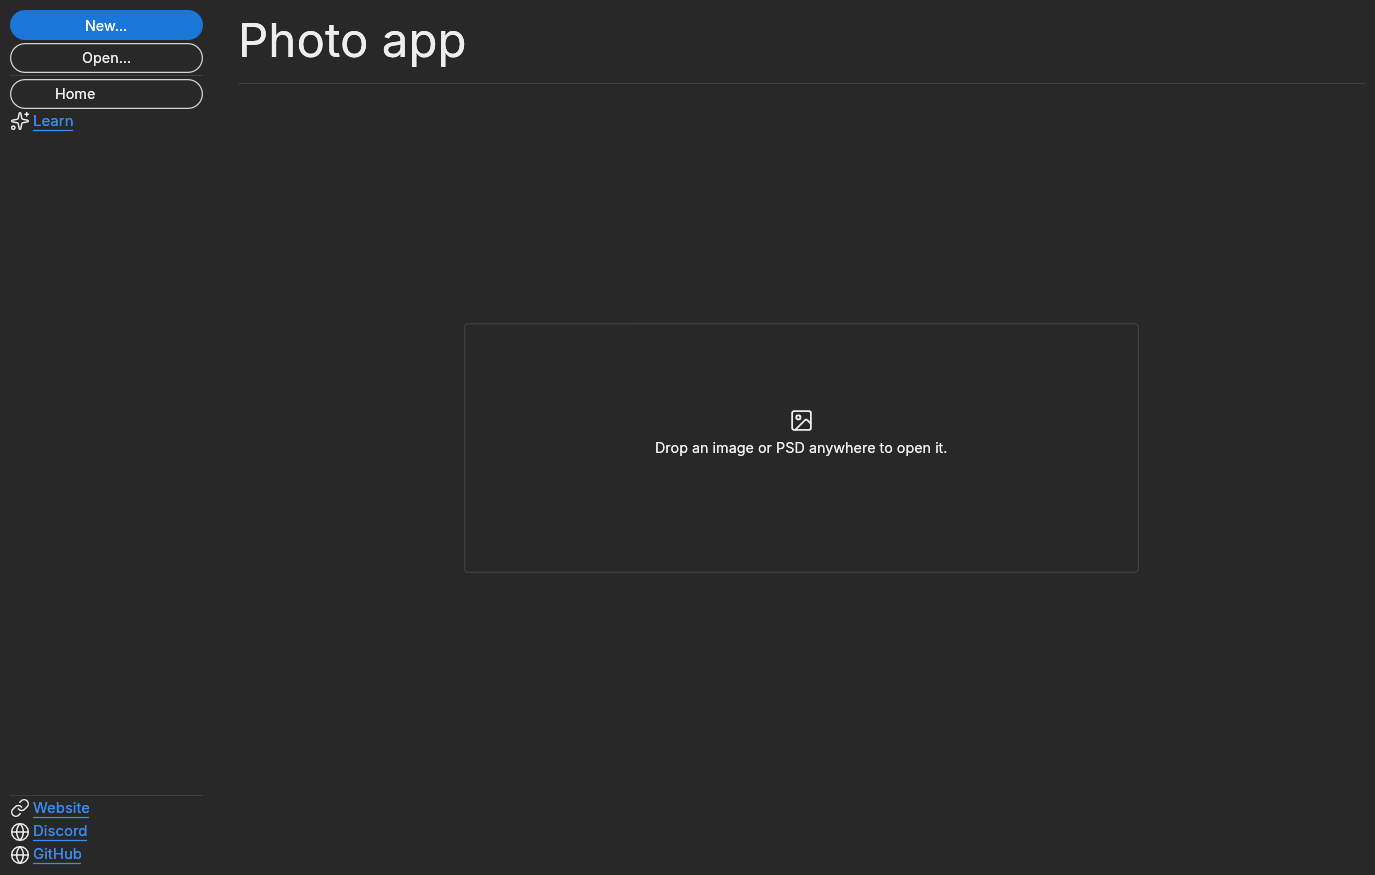 New...
Open...
Home
Learn
Photo app
Drop an image or PSD anywhere to open it.
Website
Discord
GitHub